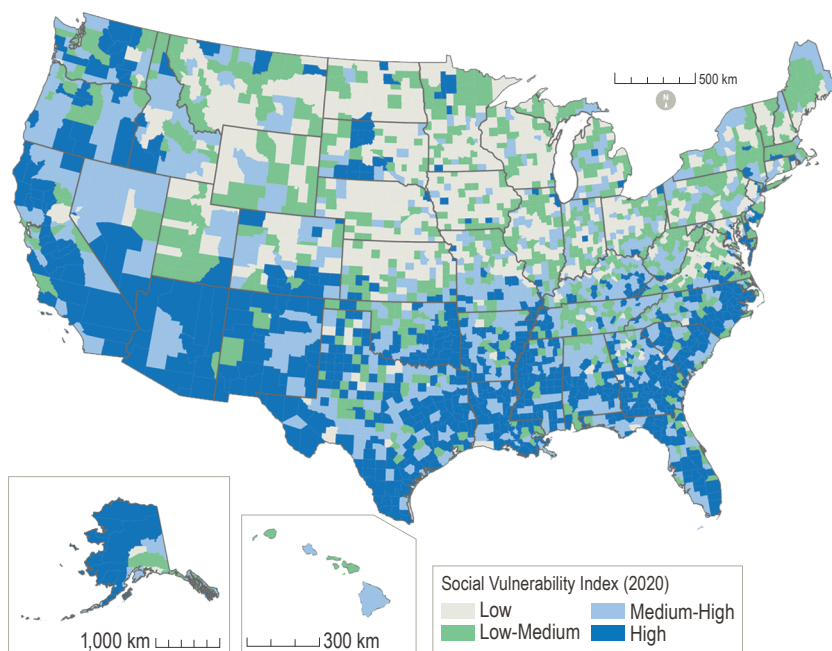 500 km
N
1,000 km
300 km
Social Vulnerability Index (2020)
Low
Medium-High
Low-Medium
High